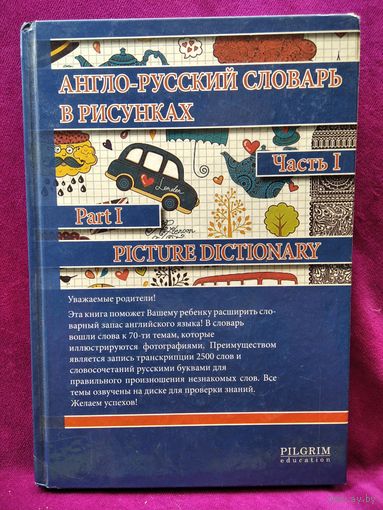 АНГЛО-РУССКИЙ СЛОВАРЬ
В РИСУНКАХ
London
Часть I
Part I
London
PICTURE DICTIONARY
Уважаемые родители!
Эта книга поможет Вашему ребенку расширить сло-
варный запас английского языка! В словарь
вошли слова к 70-ти темам, которые
иллюстрируются фотографиями. Преимуществом
является запись транскрипции 2500 слов и
словосочетаний русскими буквами для
правильного произношения незнакомых слов. Все
темы озвучены на диске для проверки знаний.
Желаем успехов!
PILGRIM
education